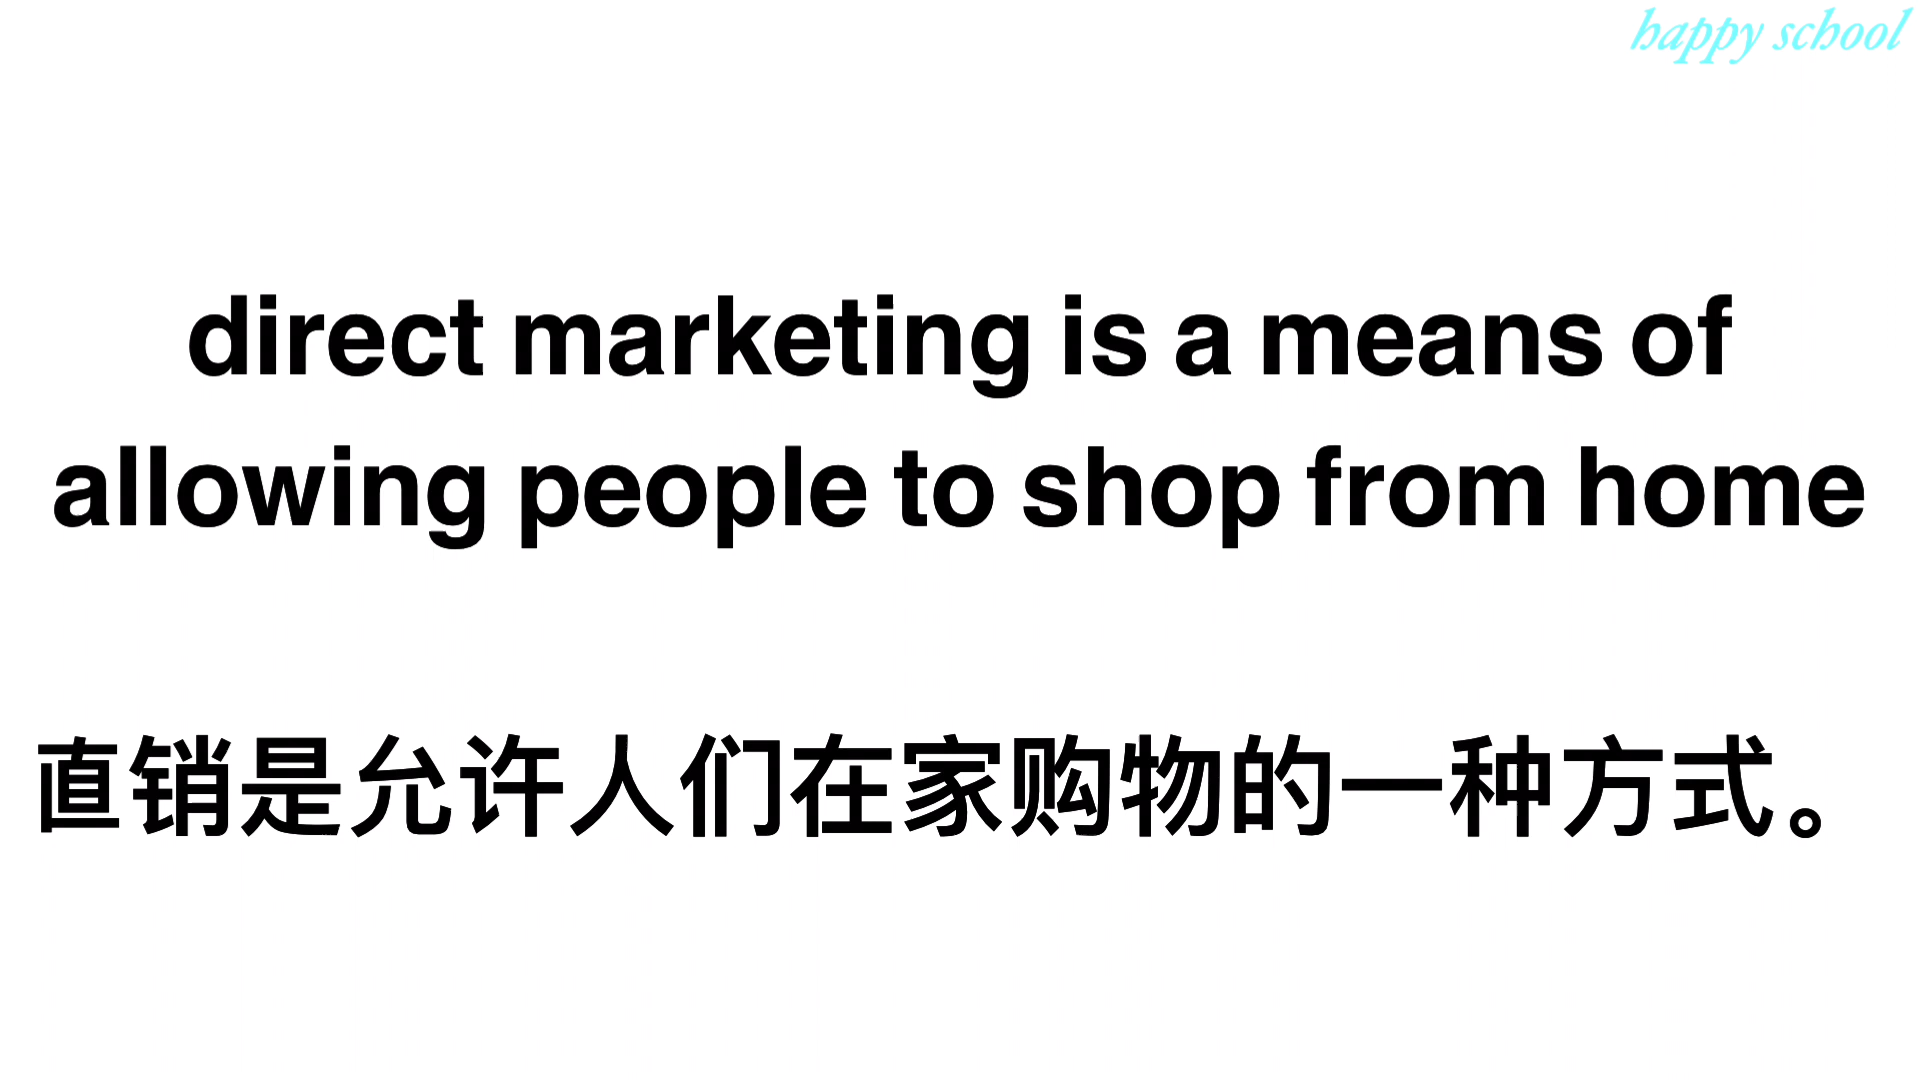 happy school
direct marketing is a means of
allowing people to shop from home
直销是允许人们在家购物的一种方式。